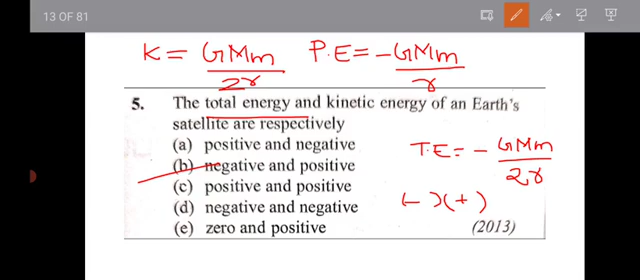 13 OF 81
K = GMm/2r P.E = -GMm/r
5. The total energy and kinetic energy of an Earth's
satellite are respectively
(a) positive and negative
(b) negative and positive
(c) positive and positive
(d) negative and negative
(e) zero and positive
(2013)
T.E = - GMm/2r
(-)(+)